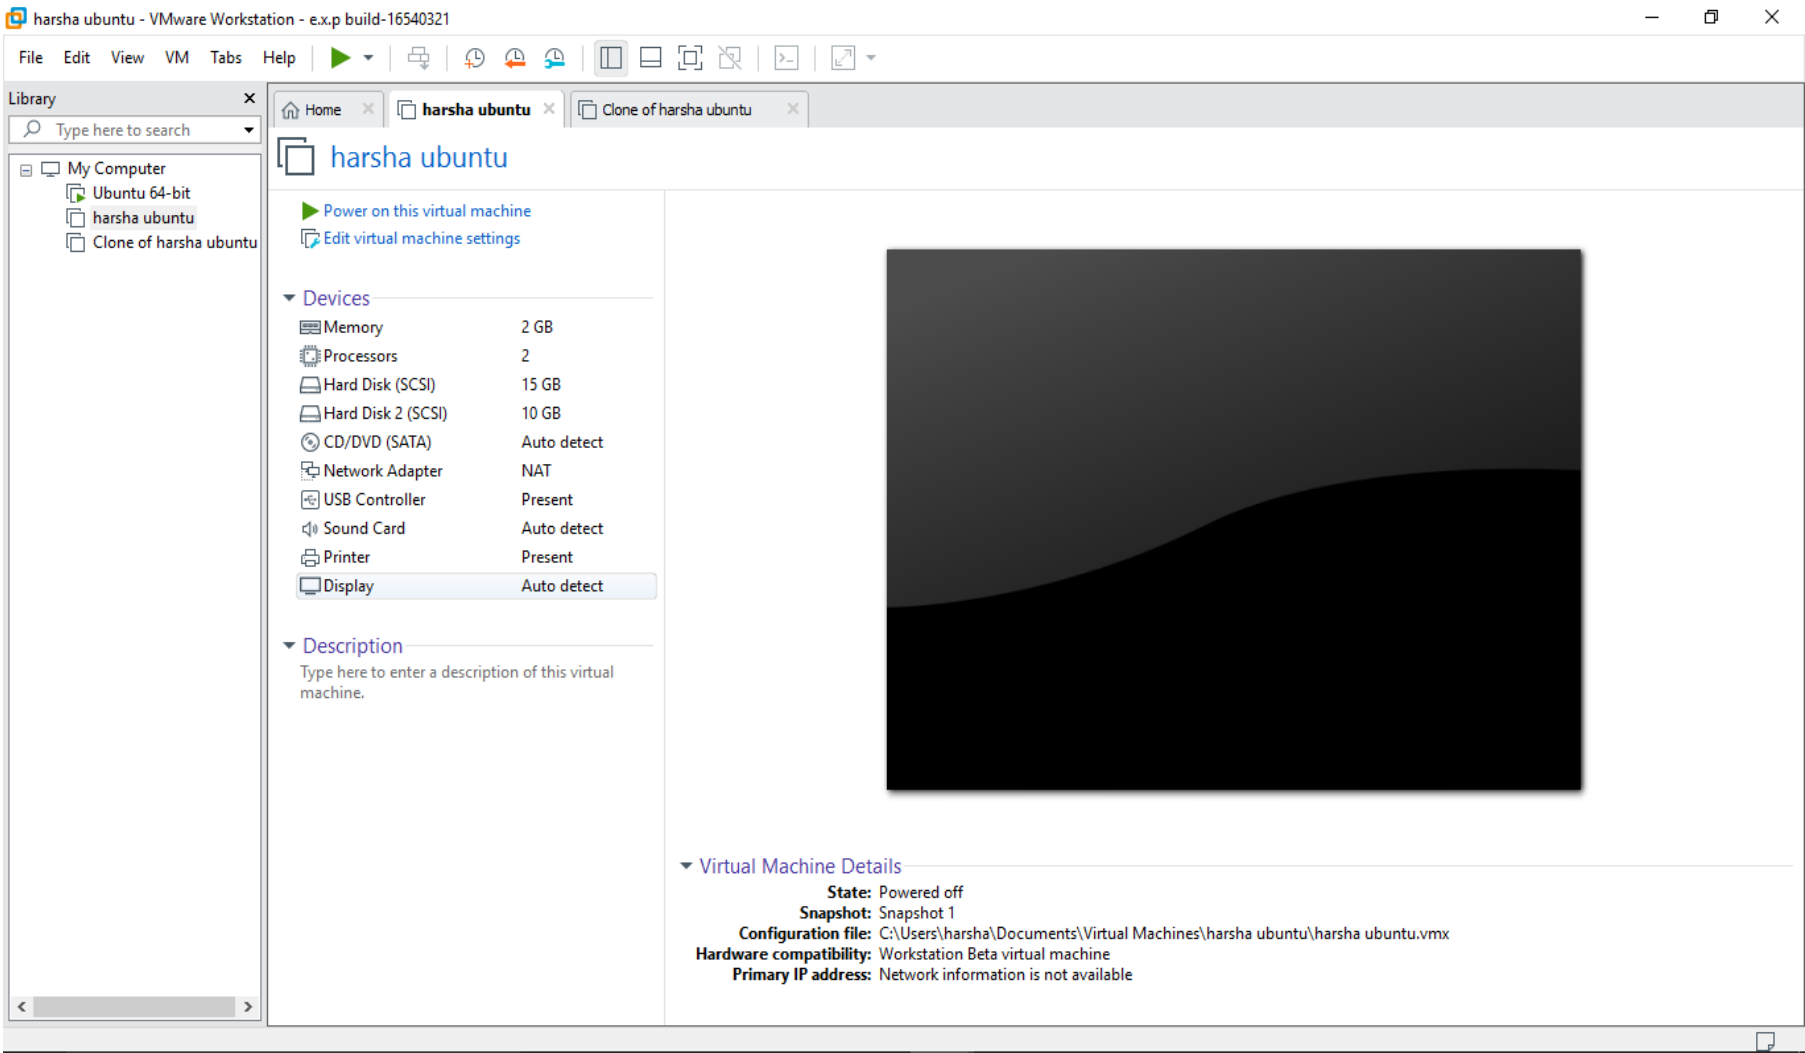 harsha ubuntu - VMware Workstation - e.x.p build-16540321
File Edit View VM Tabs Help
Library
Type here to search
My Computer
Ubuntu 64-bit
harsha ubuntu
Clone of harsha ubuntu
Home
harsha ubuntu
Clone of harsha ubuntu
harsha ubuntu
Power on this virtual machine
Edit virtual machine settings
Devices
Memory 2 GB
Processors 2
Hard Disk (SCSI) 15 GB
Hard Disk 2 (SCSI) 10 GB
CD/DVD (SATA) Auto detect
Network Adapter NAT
USB Controller Present
Sound Card Auto detect
Printer Present
Display Auto detect
Description
Type here to enter a description of this virtual
machine.
Virtual Machine Details
State: Powered off
Snapshot: Snapshot 1
Configuration file: C:\Users\harsha\Documents\Virtual Machines\harsha ubuntu\harsha ubuntu.vmx
Hardware compatibility: Workstation Beta virtual machine
Primary IP address: Network information is not available